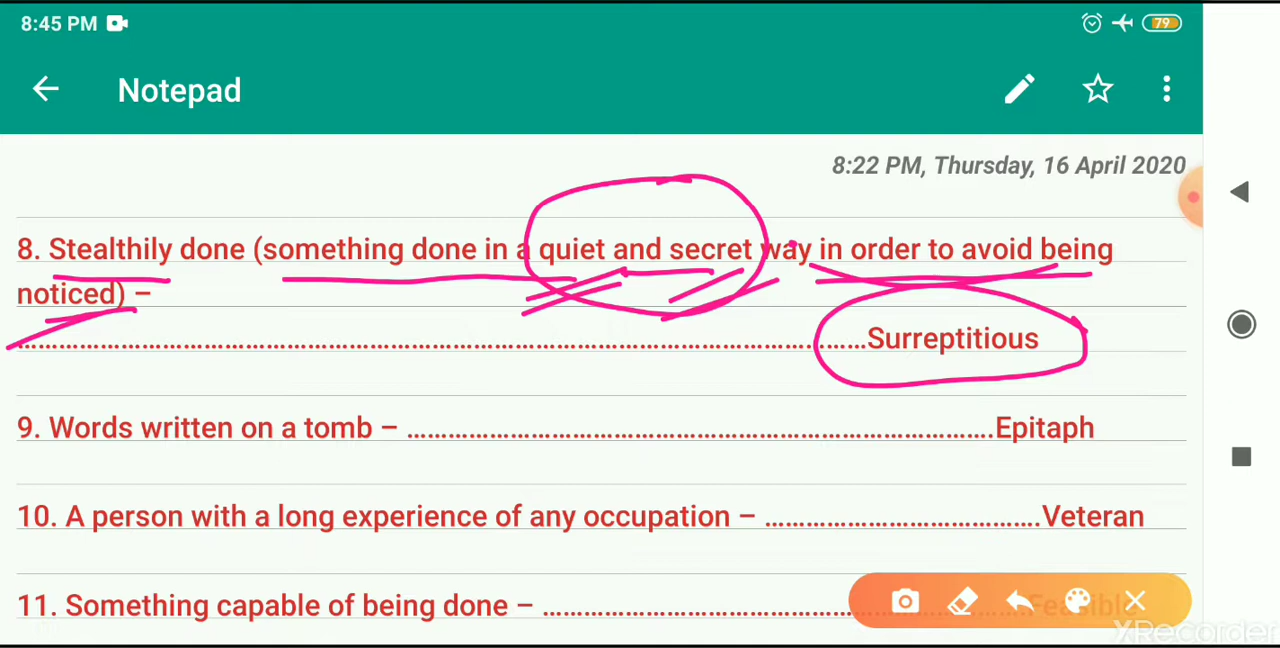 8:45 PM
79
Notepad
8:22 PM, Thursday, 16 April 2020
8. Stealthily done (something done in a quiet and secret way in order to avoid being
noticed) –
……………………………………………………………………………………Surreptitious
9. Words written on a tomb – ……………………………………………………………….Epitaph
10. A person with a long experience of any occupation – ……………………………….Veteran
11. Something capable of being done – ……………………………………………………Feasible
XRecorder